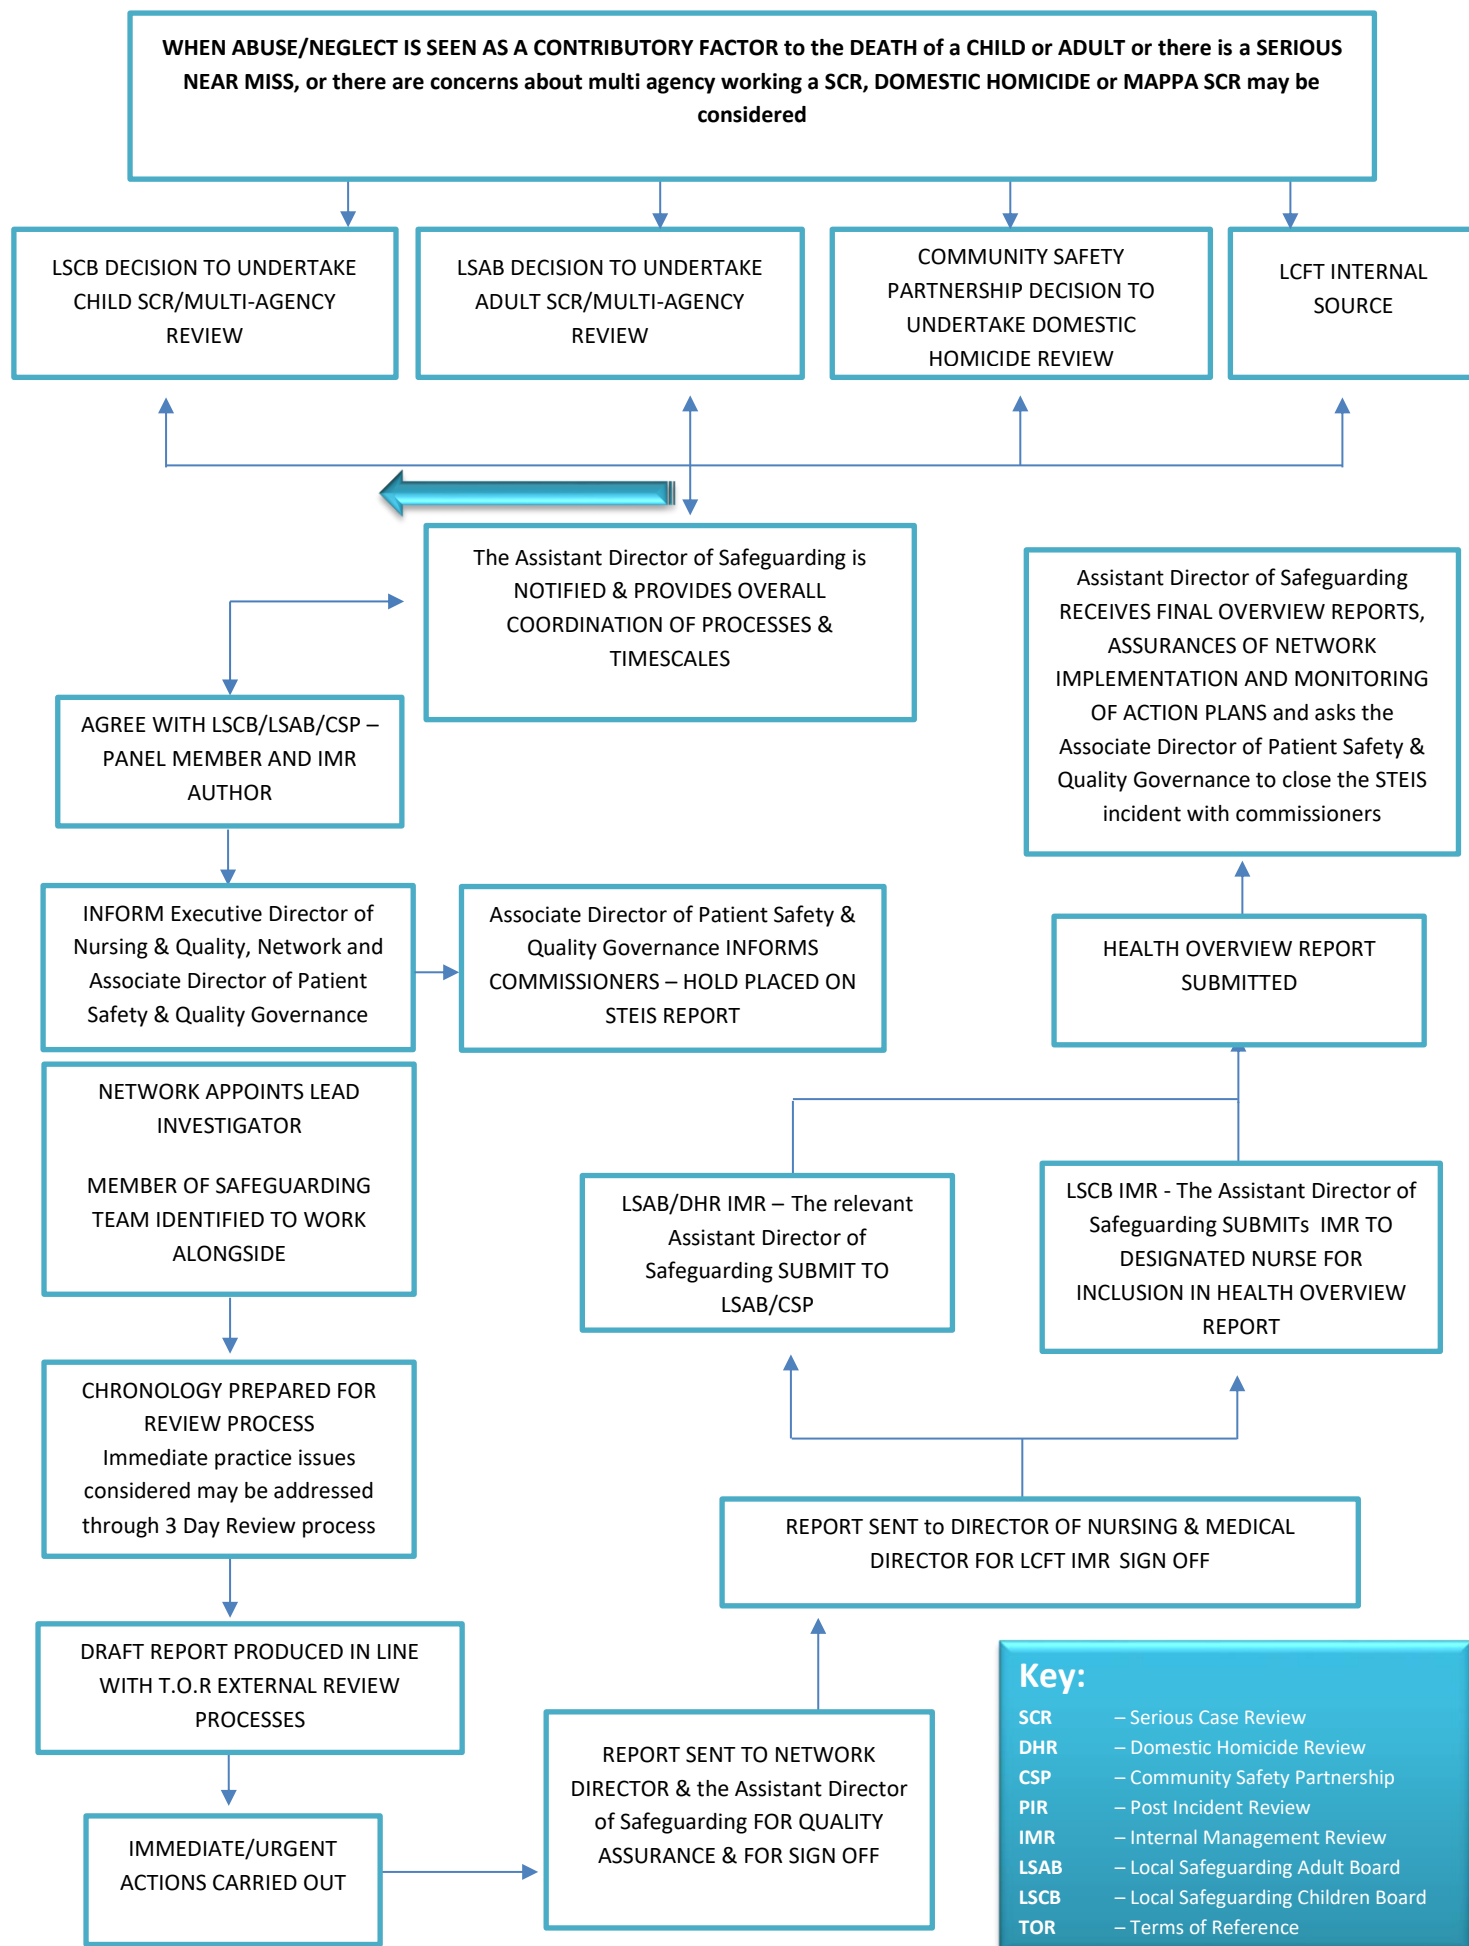 WHEN ABUSE/NEGLECT IS SEEN AS A CONTRIBUTORY FACTOR to the DEATH of a CHILD or ADULT or there is a SERIOUS
NEAR MISS, or there are concerns about multi agency working a SCR, DOMESTIC HOMICIDE or MAPPA SCR may be
considered
LSCB DECISION TO UNDERTAKE
CHILD SCR/MULTI-AGENCY
REVIEW
LSAB DECISION TO UNDERTAKE
ADULT SCR/MULTI-AGENCY
REVIEW
COMMUNITY SAFETY
PARTNERSHIP DECISION TO
UNDERTAKE DOMESTIC
HOMICIDE REVIEW
LCFT INTERNAL
SOURCE
The Assistant Director of Safeguarding is
NOTIFIED & PROVIDES OVERALL
COORDINATION OF PROCESSES &
TIMESCALES
AGREE WITH LSCB/LSAB/CSP –
PANEL MEMBER AND IMR
AUTHOR
INFORM Executive Director of
Nursing & Quality, Network and
Associate Director of Patient
Safety & Quality Governance
Associate Director of Patient Safety &
Quality Governance INFORMS
COMMISSIONERS – HOLD PLACED ON
STEIS REPORT
NETWORK APPOINTS LEAD
INVESTIGATOR
MEMBER OF SAFEGUARDING
TEAM IDENTIFIED TO WORK
ALONGSIDE
CHRONOLOGY PREPARED FOR
REVIEW PROCESS
Immediate practice issues
considered may be addressed
through 3 Day Review process
DRAFT REPORT PRODUCED IN LINE
WITH T.O.R EXTERNAL REVIEW
PROCESSES
IMMEDIATE/URGENT
ACTIONS CARRIED OUT
REPORT SENT TO NETWORK
DIRECTOR & the Assistant Director
of Safeguarding FOR QUALITY
ASSURANCE & FOR SIGN OFF
REPORT SENT to DIRECTOR OF NURSING & MEDICAL
DIRECTOR FOR LCFT IMR SIGN OFF
LSAB/DHR IMR – The relevant
Assistant Director of
Safeguarding SUBMIT TO
LSAB/CSP
LSCB IMR - The Assistant Director of
Safeguarding SUBMITs IMR TO
DESIGNATED NURSE FOR
INCLUSION IN HEALTH OVERVIEW
REPORT
HEALTH OVERVIEW REPORT
SUBMITTED
Assistant Director of Safeguarding
RECEIVES FINAL OVERVIEW REPORTS,
ASSURANCES OF NETWORK
IMPLEMENTATION AND MONITORING
OF ACTION PLANS and asks the
Associate Director of Patient Safety &
Quality Governance to close the STEIS
incident with commissioners
Key:
SCR – Serious Case Review
DHR – Domestic Homicide Review
CSP – Community Safety Partnership
PIR – Post Incident Review
IMR – Internal Management Review
LSAB – Local Safeguarding Adult Board
LSCB – Local Safeguarding Children Board
TOR – Terms of Reference